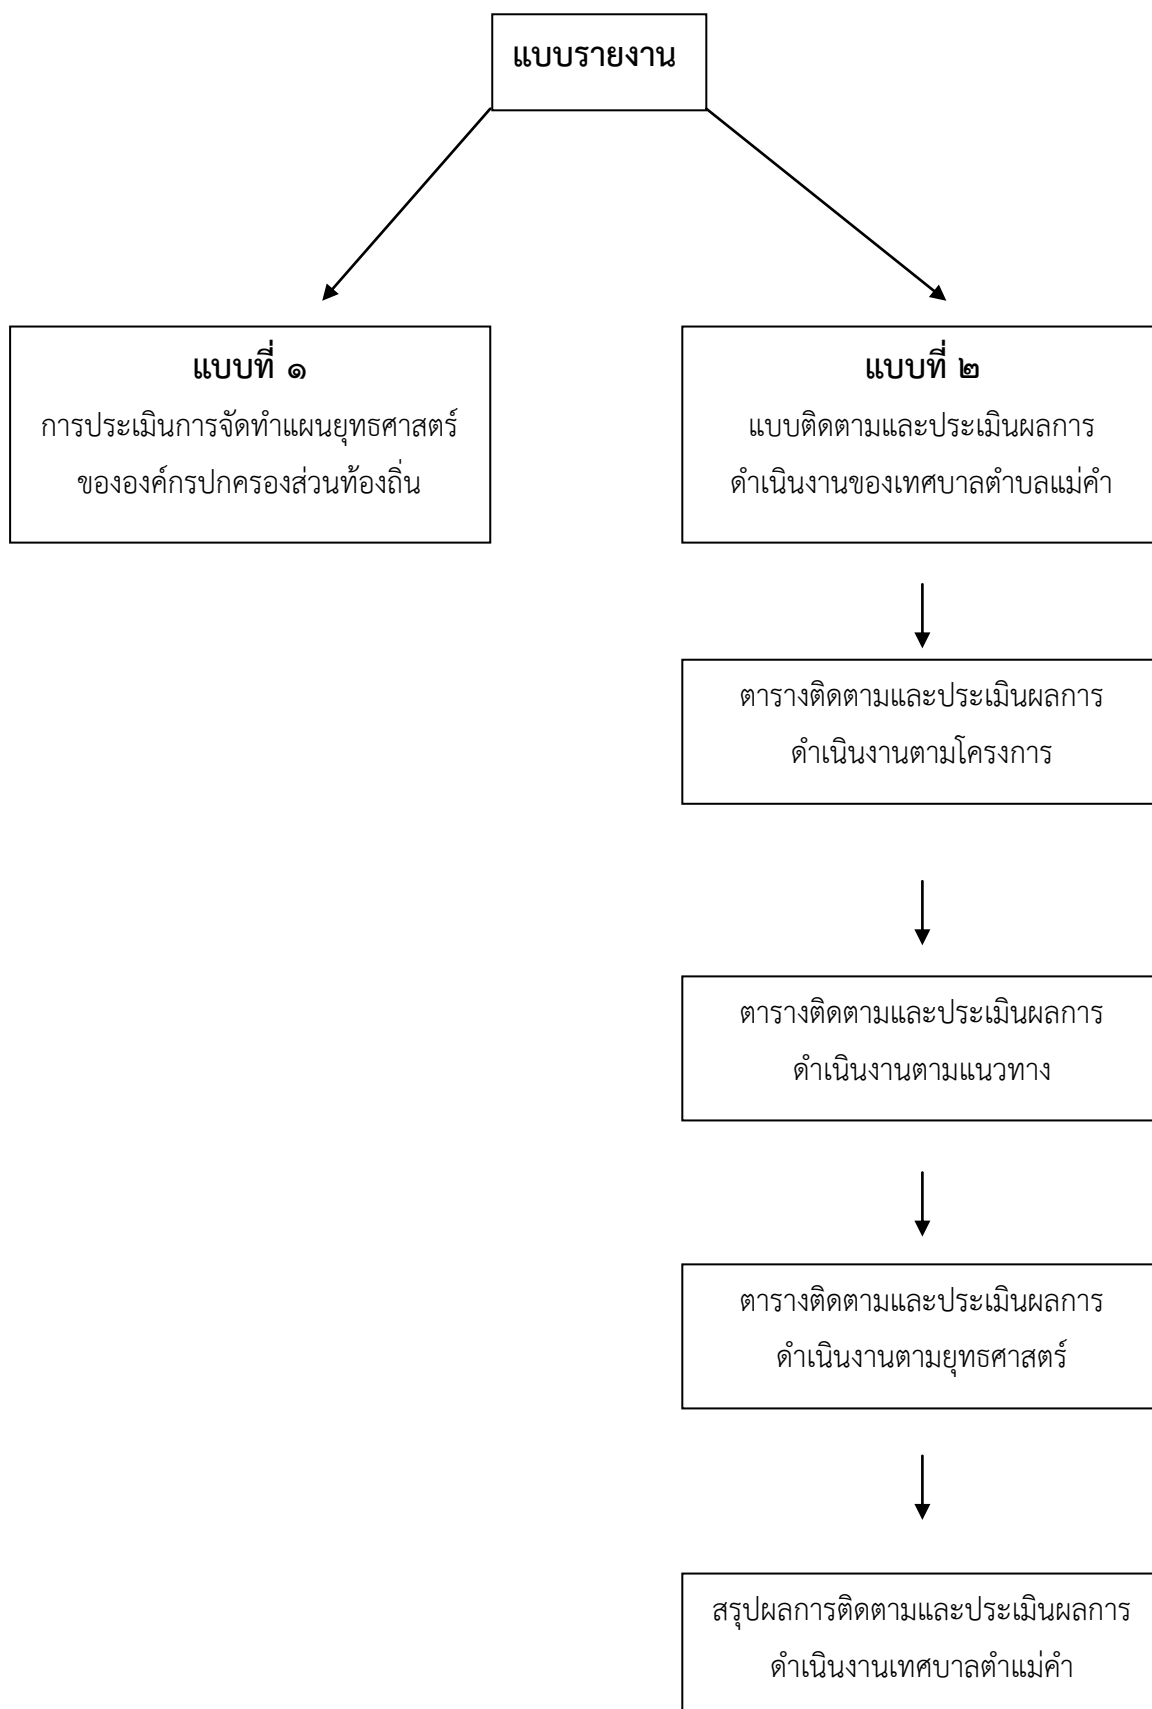 แบบรายงาน
แบบที่ ๑
การประเมินการจัดทำแผนยุทธศาสตร์
ขององค์กรปกครองส่วนท้องถิ่น
แบบที่ ๒
แบบติดตามและประเมินผลการ
ดำเนินงานของเทศบาลตำบลแม่คำ
ตารางติดตามและประเมินผลการ
ดำเนินงานตามโครงการ
ตารางติดตามและประเมินผลการ
ดำเนินงานตามแนวทาง
ตารางติดตามและประเมินผลการ
ดำเนินงานตามยุทธศาสตร์
สรุปผลการติดตามและประเมินผลการ
ดำเนินงานเทศบาลตำแม่คำ